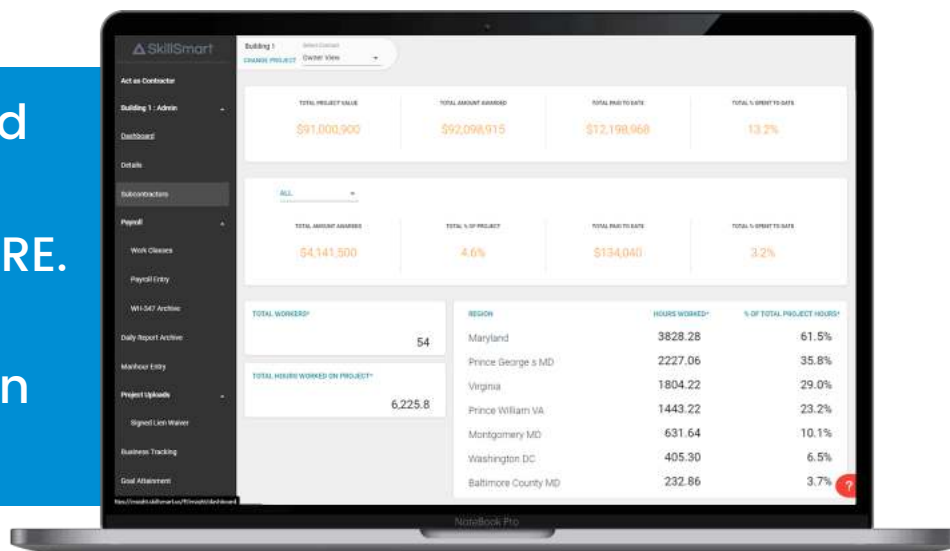 d
RE.
n
SkillSmart
Act as Contractor
Building 1 : Admin
Dashboard
Details
Subcontractors
Payroll
Work Classes
Payroll Entry
WH-347 Archive
Daily Report Archive
Manhour Entry
Project Uploads
Signed Lien Waiver
Business Tracking
Goal Attainment
Building 1
Select Contract
CHANGE PROJECT
Owner View
TOTAL PROJECT VALUE
$91,000,900
TOTAL AMOUNT AWARDED
$92,098,915
TOTAL PAID TO DATE
$12,198,968
TOTAL % SPENT TO DATE
13.2%
ALL
TOTAL AMOUNT AWARDED
$4,141,500
TOTAL % OF PROJECT
4.6%
TOTAL PAID TO DATE
$134,040
TOTAL % SPENT TO DATE
3.2%
TOTAL WORKERS*
54
TOTAL HOURS WORKED ON PROJECT*
6,225.8
REGION HOURS WORKED* % OF TOTAL PROJECT HOURS*
Maryland 3828.28 61.5%
Prince George s MD 2227.06 35.8%
Virginia 1804.22 29.0%
Prince William VA 1443.22 23.2%
Montgomery MD 631.64 10.1%
Washington DC 405.30 6.5%
Baltimore County MD 232.86 3.7%
?
NoteBook Pro